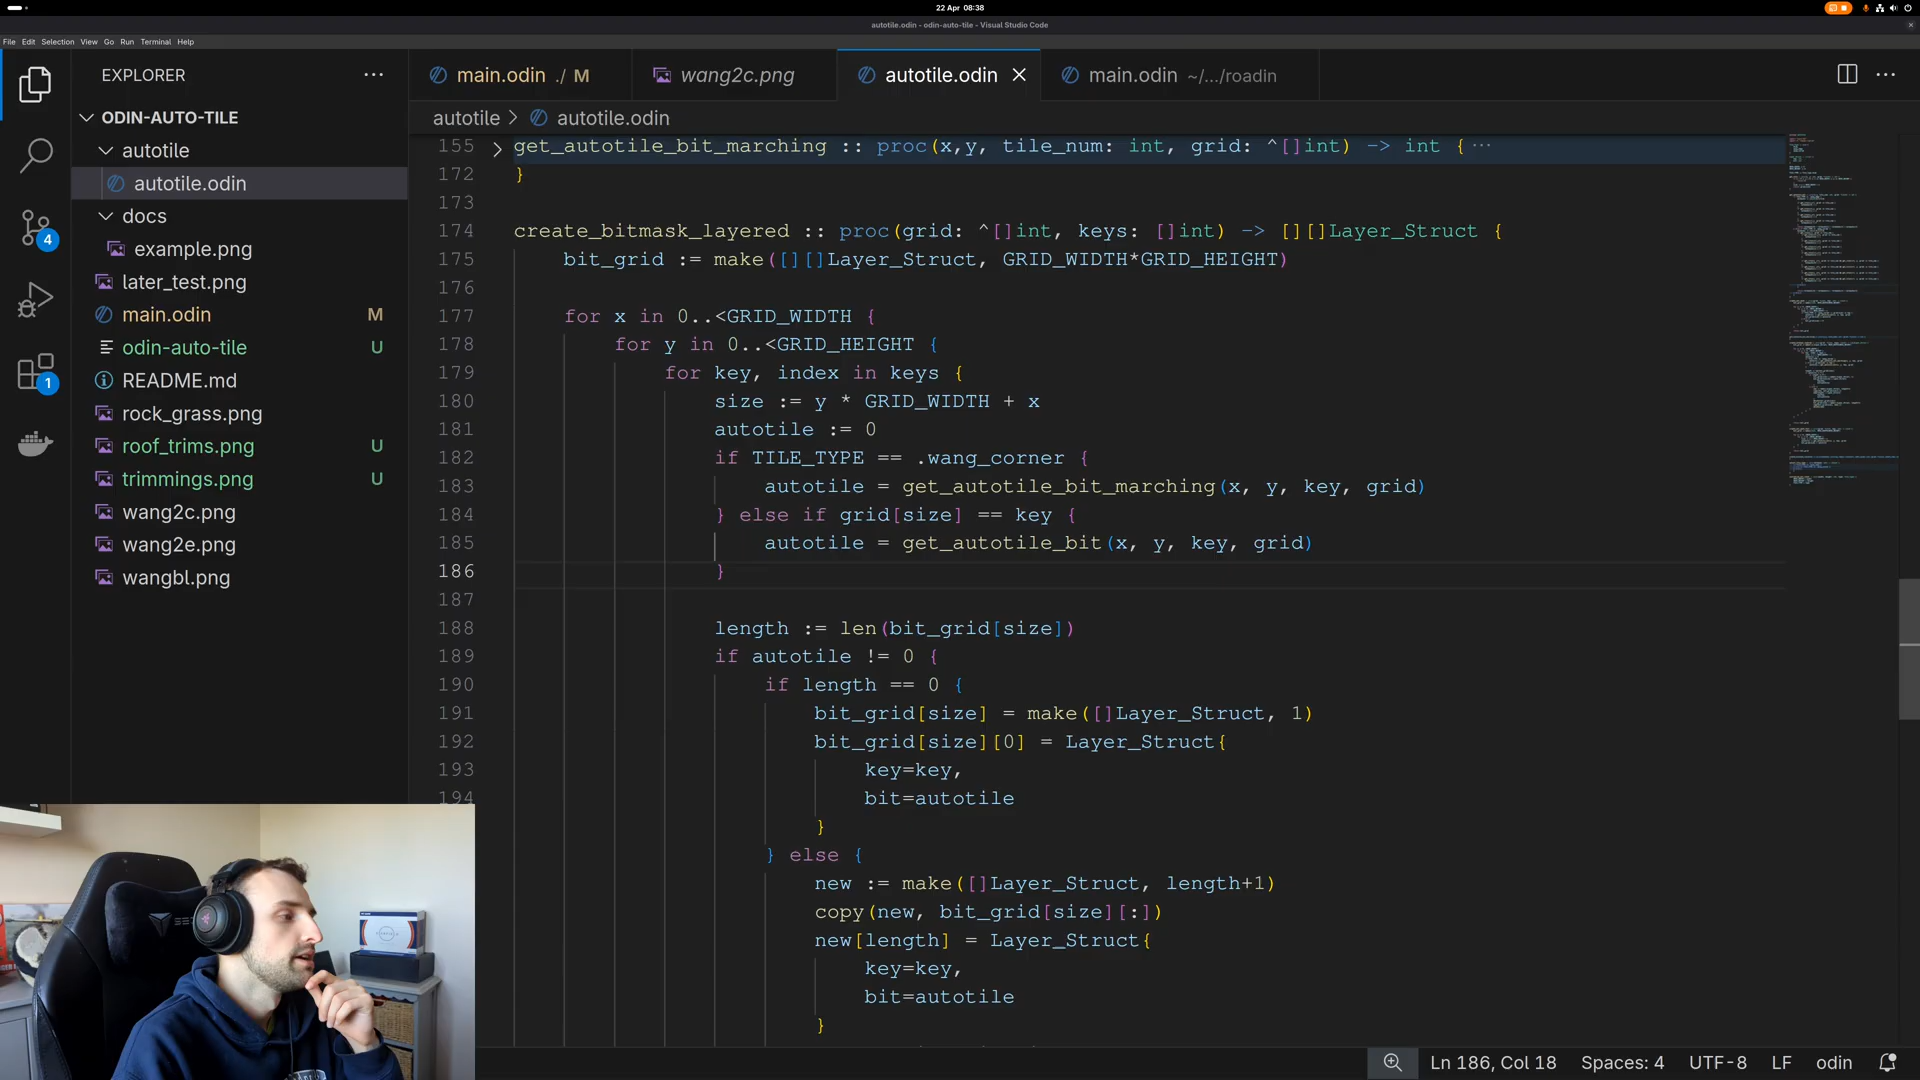 22 Apr 08:38
autotile.odin - odin-auto-tile - Visual Studio Code
File Edit Selection View Go Run Terminal Help
EXPLORER
ODIN-AUTO-TILE
autotile
autotile.odin
docs
example.png
later_test.png
main.odin M
odin-auto-tile U
README.md
rock_grass.png
roof_trims.png U
trimmings.png U
wang2c.png
wang2e.png
wangbl.png
4
1
main.odin ./ M
wang2c.png
autotile.odin
main.odin ~/.../roadin
autotile > autotile.odin
155 get_autotile_bit_marching :: proc(x,y, tile_num: int, grid: ^[]int) -> int { ···
172 }
173
174 create_bitmask_layered :: proc(grid: ^[]int, keys: []int) -> [][]Layer_Struct {
175 bit_grid := make([][]Layer_Struct, GRID_WIDTH*GRID_HEIGHT)
176
177 for x in 0..<GRID_WIDTH {
178 for y in 0..<GRID_HEIGHT {
179 for key, index in keys {
180 size := y * GRID_WIDTH + x
181 autotile := 0
182 if TILE_TYPE == .wang_corner {
183 autotile = get_autotile_bit_marching(x, y, key, grid)
184 } else if grid[size] == key {
185 autotile = get_autotile_bit(x, y, key, grid)
186 }
187
188 length := len(bit_grid[size])
189 if autotile != 0 {
190 if length == 0 {
191 bit_grid[size] = make([]Layer_Struct, 1)
192 bit_grid[size][0] = Layer_Struct{
193 key=key,
194 bit=autotile
}
} else {
new := make([]Layer_Struct, length+1)
copy(new, bit_grid[size][:])
new[length] = Layer_Struct{
key=key,
bit=autotile
}
Ln 186, Col 18 Spaces: 4 UTF-8 LF odin